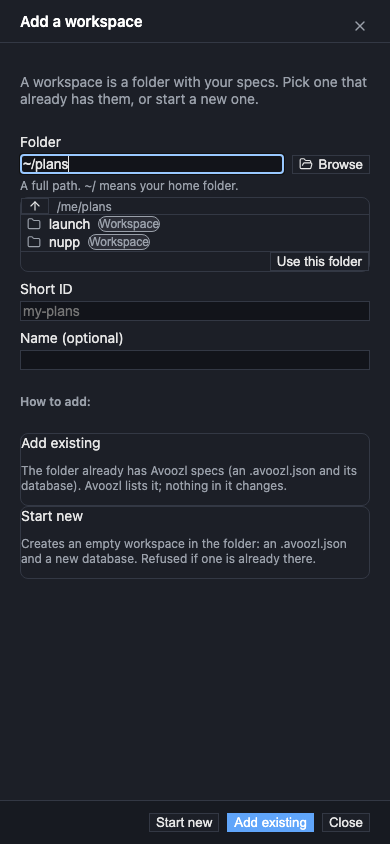 Add a workspace
A workspace is a folder with your specs. Pick one that
already has them, or start a new one.
Folder
~/plans
Browse
A full path. ~/ means your home folder.
/me/plans
launch Workspace
nupp Workspace
Use this folder
Short ID
my-plans
Name (optional)
How to add:
Add existing
The folder already has Avoozl specs (an .avoozl.json and its
database). Avoozl lists it; nothing in it changes.
Start new
Creates an empty workspace in the folder: an .avoozl.json
and a new database. Refused if one is already there.
Start new Add existing Close